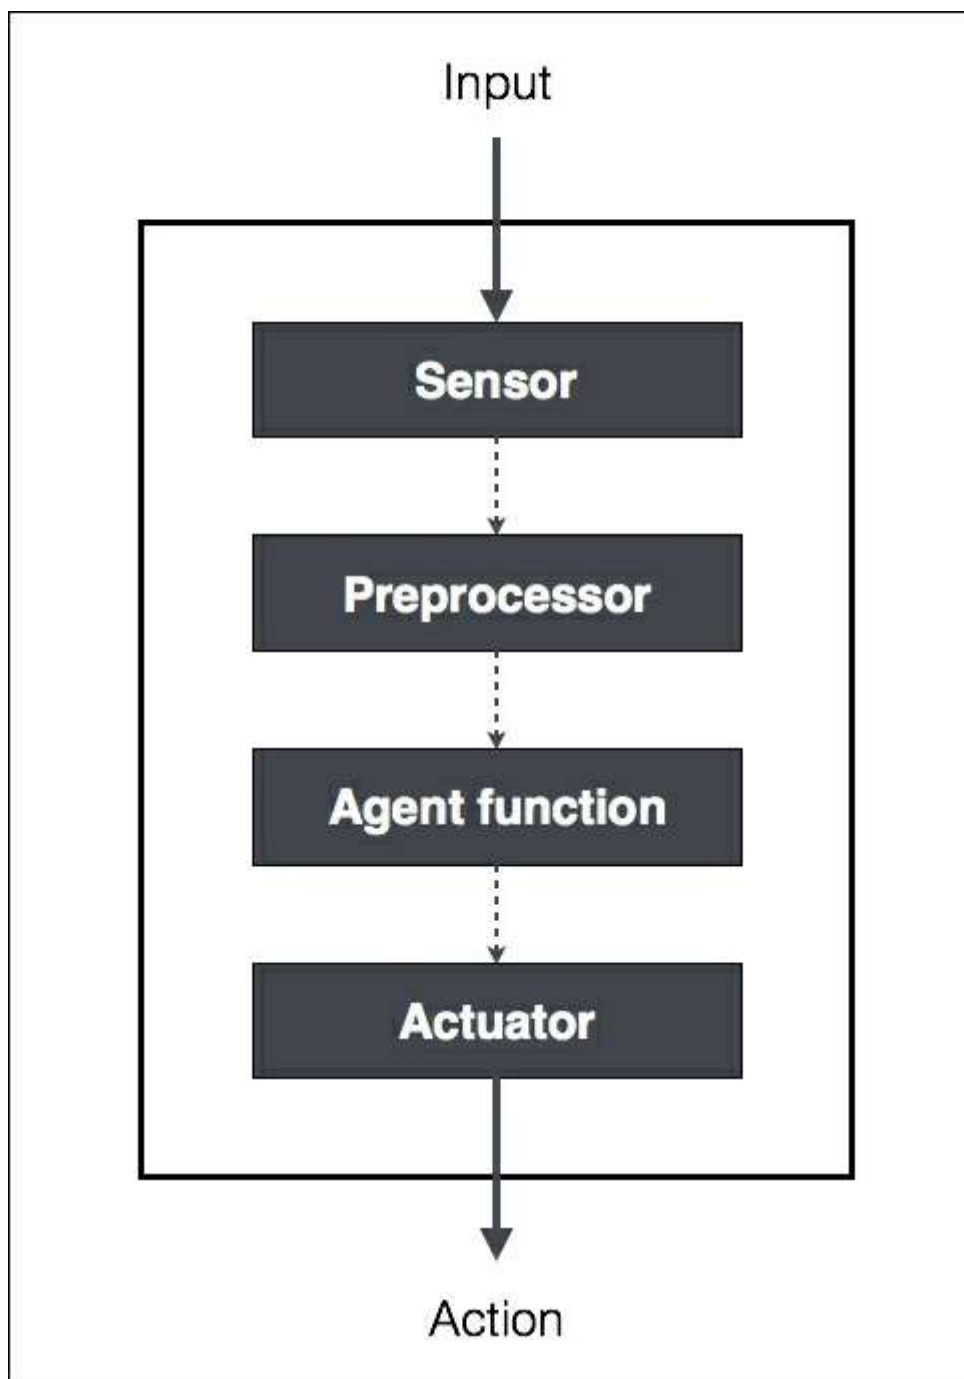 Input
Sensor
Preprocessor
Agent function
Actuator
Action